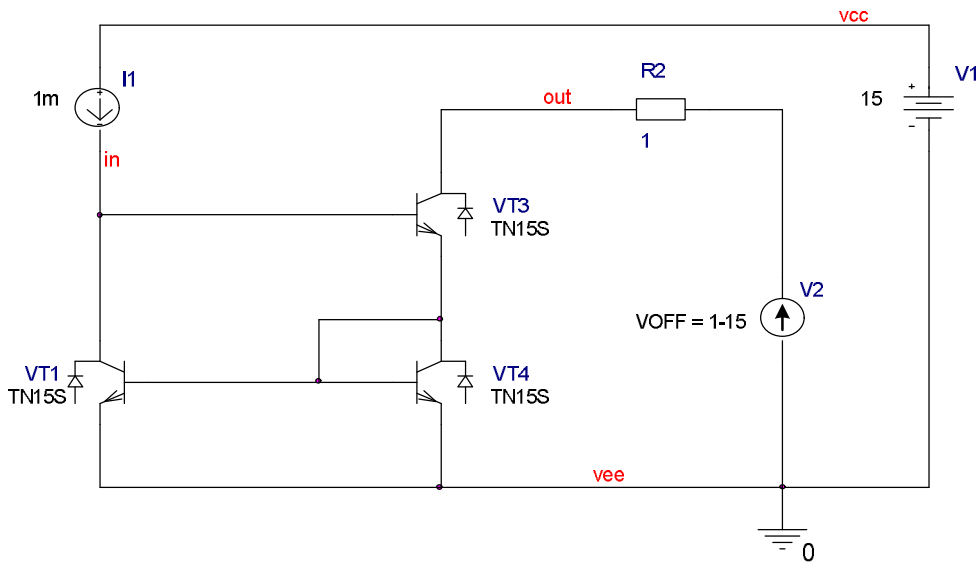 vcc
I1
1m
in
out
R2
1
V1
+
15
-
VT3
TN15S
V2
VOFF = 1-15
VT1
TN15S
VT4
TN15S
vee
0